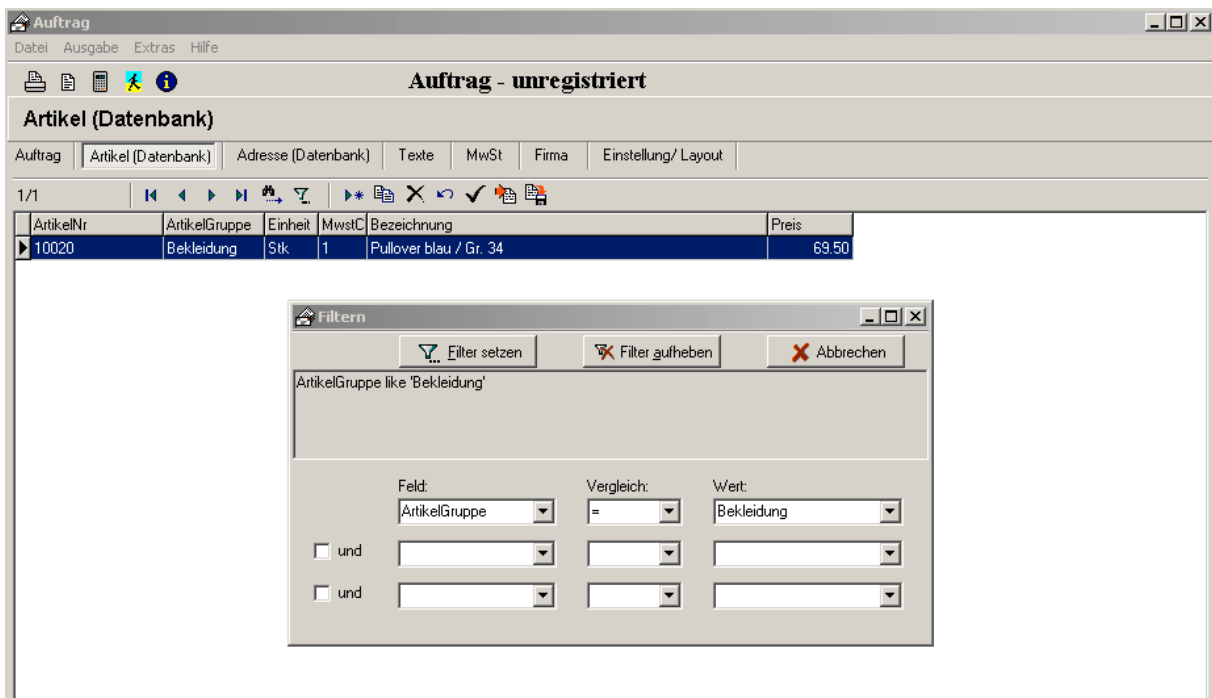 Auftrag
Datei Ausgabe Extras Hilfe
Auftrag - unregistriert
Artikel (Datenbank)
Auftrag Artikel (Datenbank) Adresse (Datenbank) Texte MwSt Firma Einstellung/ Layout
1/1
ArtikelNr ArtikelGruppe Einheit MwstC Bezeichnung Preis
10020 Bekleidung Stk 1 Pullover blau / Gr. 34 69.50
Filtern
Filter setzen Filter aufheben Abbrechen
ArtikelGruppe like 'Bekleidung'
Feld: Vergleich: Wert:
ArtikelGruppe = Bekleidung
und
und